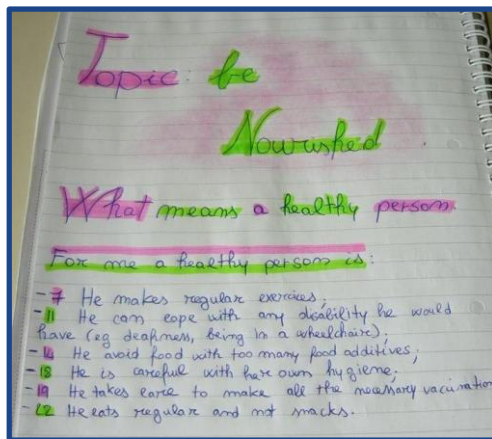 Topic: be
Nourished
What means a healthy person
For me a healthy person is:
- 7 He makes regular exercices;
- 11 He can cope with any disability he would
have (eg deafness, being in a wheelchair);
- 14 He avoid food with too many food additives;
- 18 He is careful with her own hygiene;
- 19 He takes care to make all the necessary vaccination
- 22 He eats regular and not snacks.